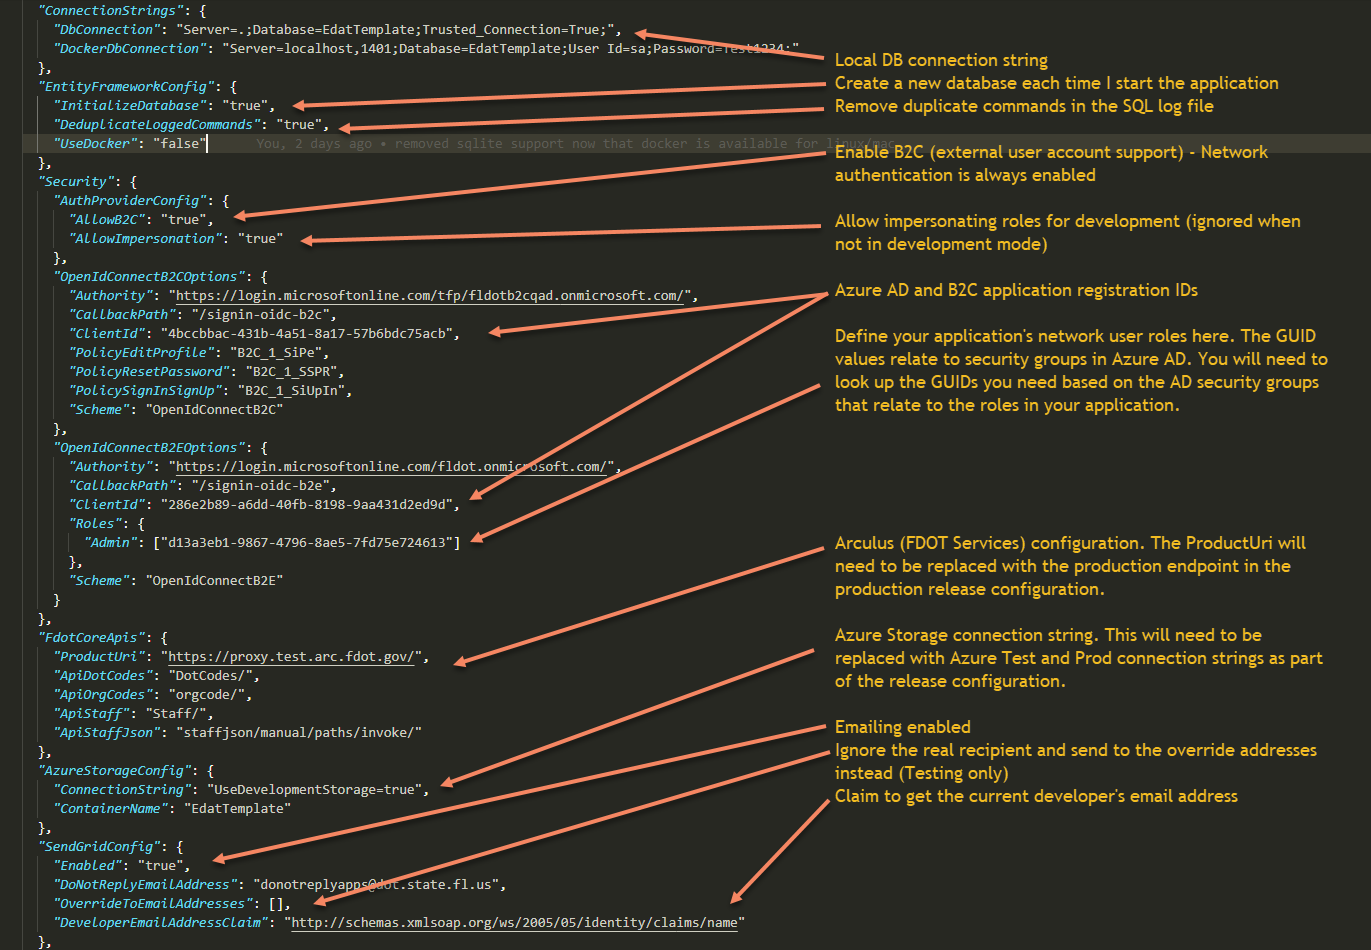 "ConnectionStrings": {
"DbConnection": "Server=.;Database=EdatTemplate;Trusted_Connection=True;",
"DockerDbConnection": "Server=localhost,1401;Database=EdatTemplate;User Id=sa;Password=Test1234;"
},
"EntityFrameworkConfig": {
"InitializeDatabase": "true",
"DeduplicateLoggedCommands": "true",
"UseDocker": "false" You, 2 days ago • removed sqlite support now that docker is available for linux/mac
},
"Security": {
"AuthProviderConfig": {
"AllowB2C": "true",
"AllowImpersonation": "true"
},
"OpenIdConnectB2COptions": {
"Authority": "https://login.microsoftonline.com/tfp/fldotb2cqad.onmicrosoft.com/",
"CallbackPath": "/signin-oidc-b2c",
"ClientId": "4bccbbac-431b-4a51-8a17-57b6bdc75acb",
"PolicyEditProfile": "B2C_1_SiPe",
"PolicyResetPassword": "B2C_1_SSPR",
"PolicySignInSignUp": "B2C_1_SiUpIn",
"Scheme": "OpenIdConnectB2C"
},
"OpenIdConnectB2EOptions": {
"Authority": "https://login.microsoftonline.com/fldot.onmicrosoft.com/",
"CallbackPath": "/signin-oidc-b2e",
"ClientId": "286e2b89-a6dd-40fb-8198-9aa431d2ed9d",
"Roles": {
"Admin": ["d13a3eb1-9867-4796-8ae5-7fd75e724613"]
},
"Scheme": "OpenIdConnectB2E"
}
},
"FdotCoreApis": {
"ProductUri": "https://proxy.test.arc.fdot.gov/",
"ApiDotCodes": "DotCodes/",
"ApiOrgCodes": "orgcode/",
"ApiStaff": "Staff/",
"ApiStaffJson": "staffjson/manual/paths/invoke/"
},
"AzureStorageConfig": {
"ConnectionString": "UseDevelopmentStorage=true",
"ContainerName": "EdatTemplate"
},
"SendGridConfig": {
"Enabled": "true",
"DoNotReplyEmailAddress": "donotreplyapps@dot.state.fl.us",
"OverrideToEmailAddresses": [],
"DeveloperEmailAddressClaim": "http://schemas.xmlsoap.org/ws/2005/05/identity/claims/name"
},
Local DB connection string
Create a new database each time I start the application
Remove duplicate commands in the SQL log file
Enable B2C (external user account support) - Network
authentication is always enabled
Allow impersonating roles for development (ignored when
not in development mode)
Azure AD and B2C application registration IDs
Define your application's network user roles here. The GUID
values relate to security groups in Azure AD. You will need to
look up the GUIDs you need based on the AD security groups
that relate to the roles in your application.
Arculus (FDOT Services) configuration. The ProductUri will
need to be replaced with the production endpoint in the
production release configuration.
Azure Storage connection string. This will need to be
replaced with Azure Test and Prod connection strings as part
of the release configuration.
Emailing enabled
Ignore the real recipient and send to the override addresses
instead (Testing only)
Claim to get the current developer's email address